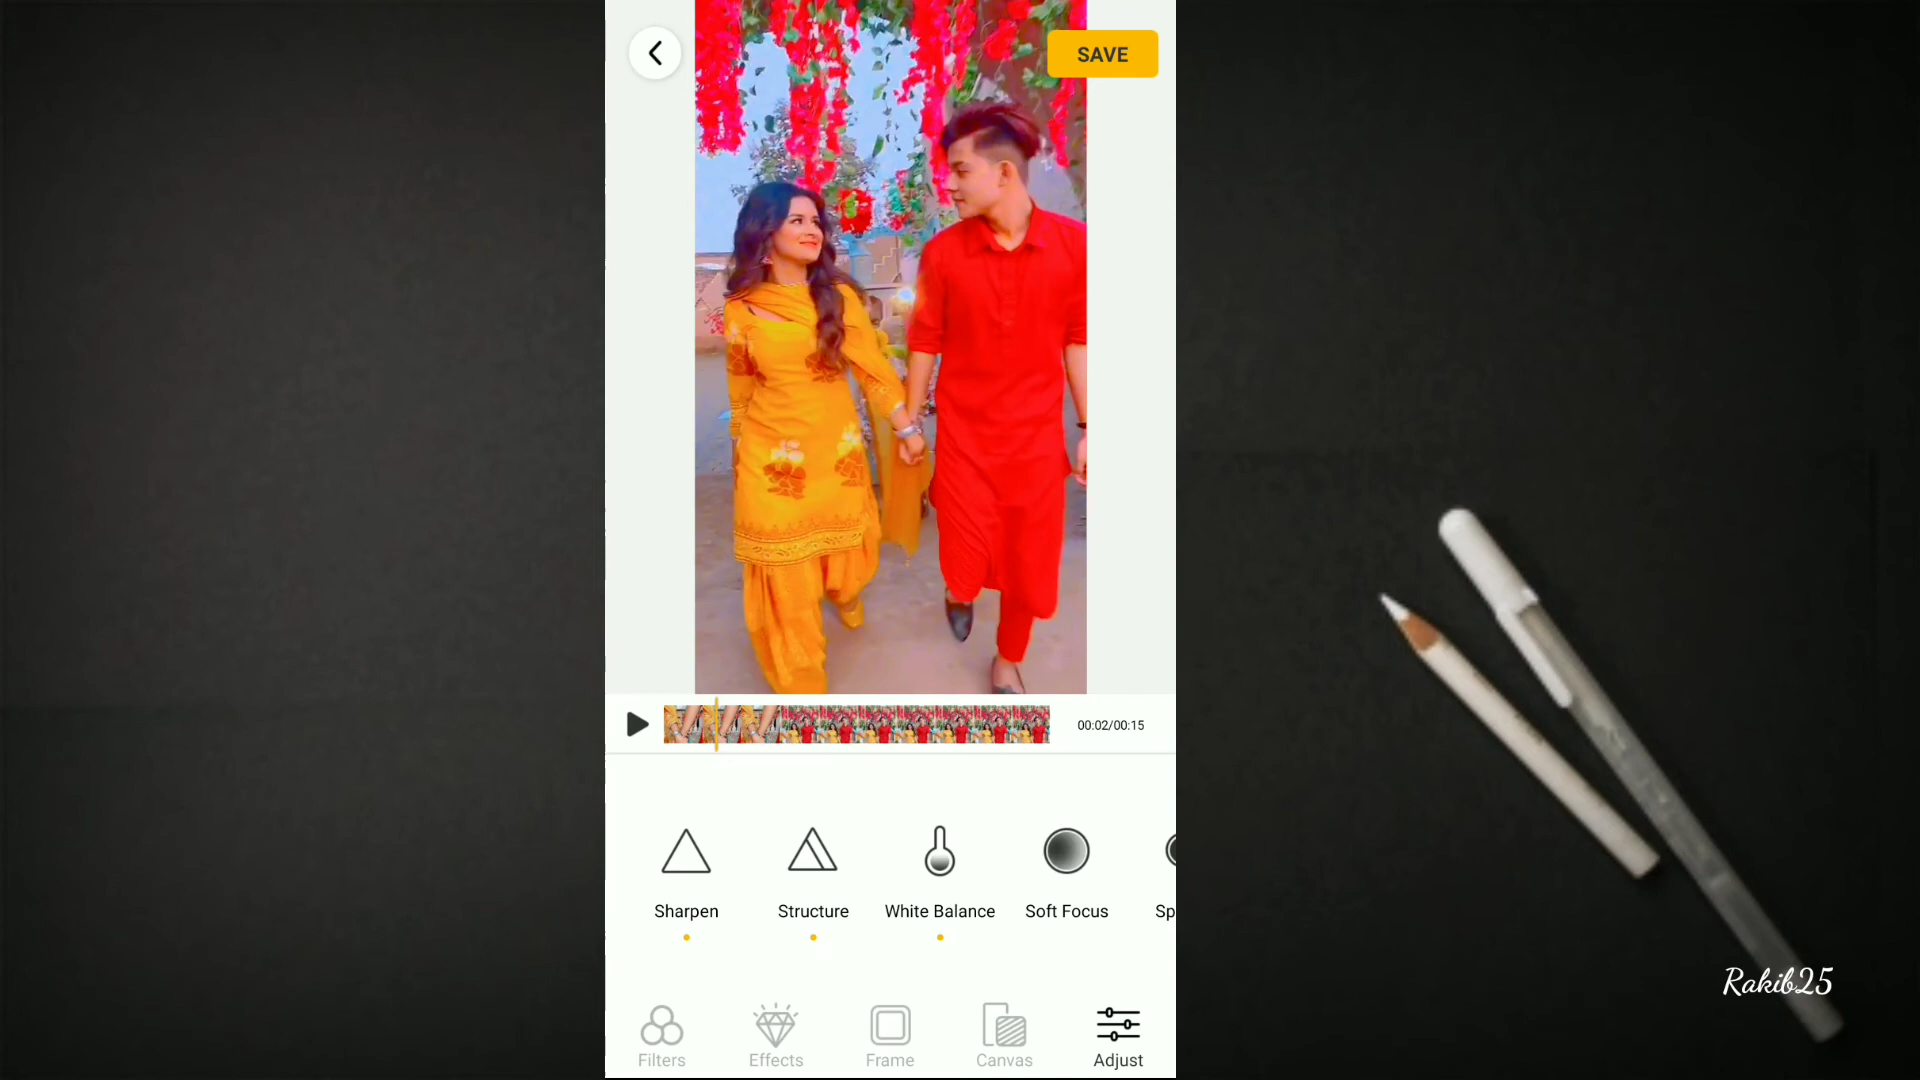 SAVE
00:02/00:15
Sharpen
Structure
White Balance
Soft Focus
Sp
Filters
Effects
Frame
Canvas
Adjust
Rakib25